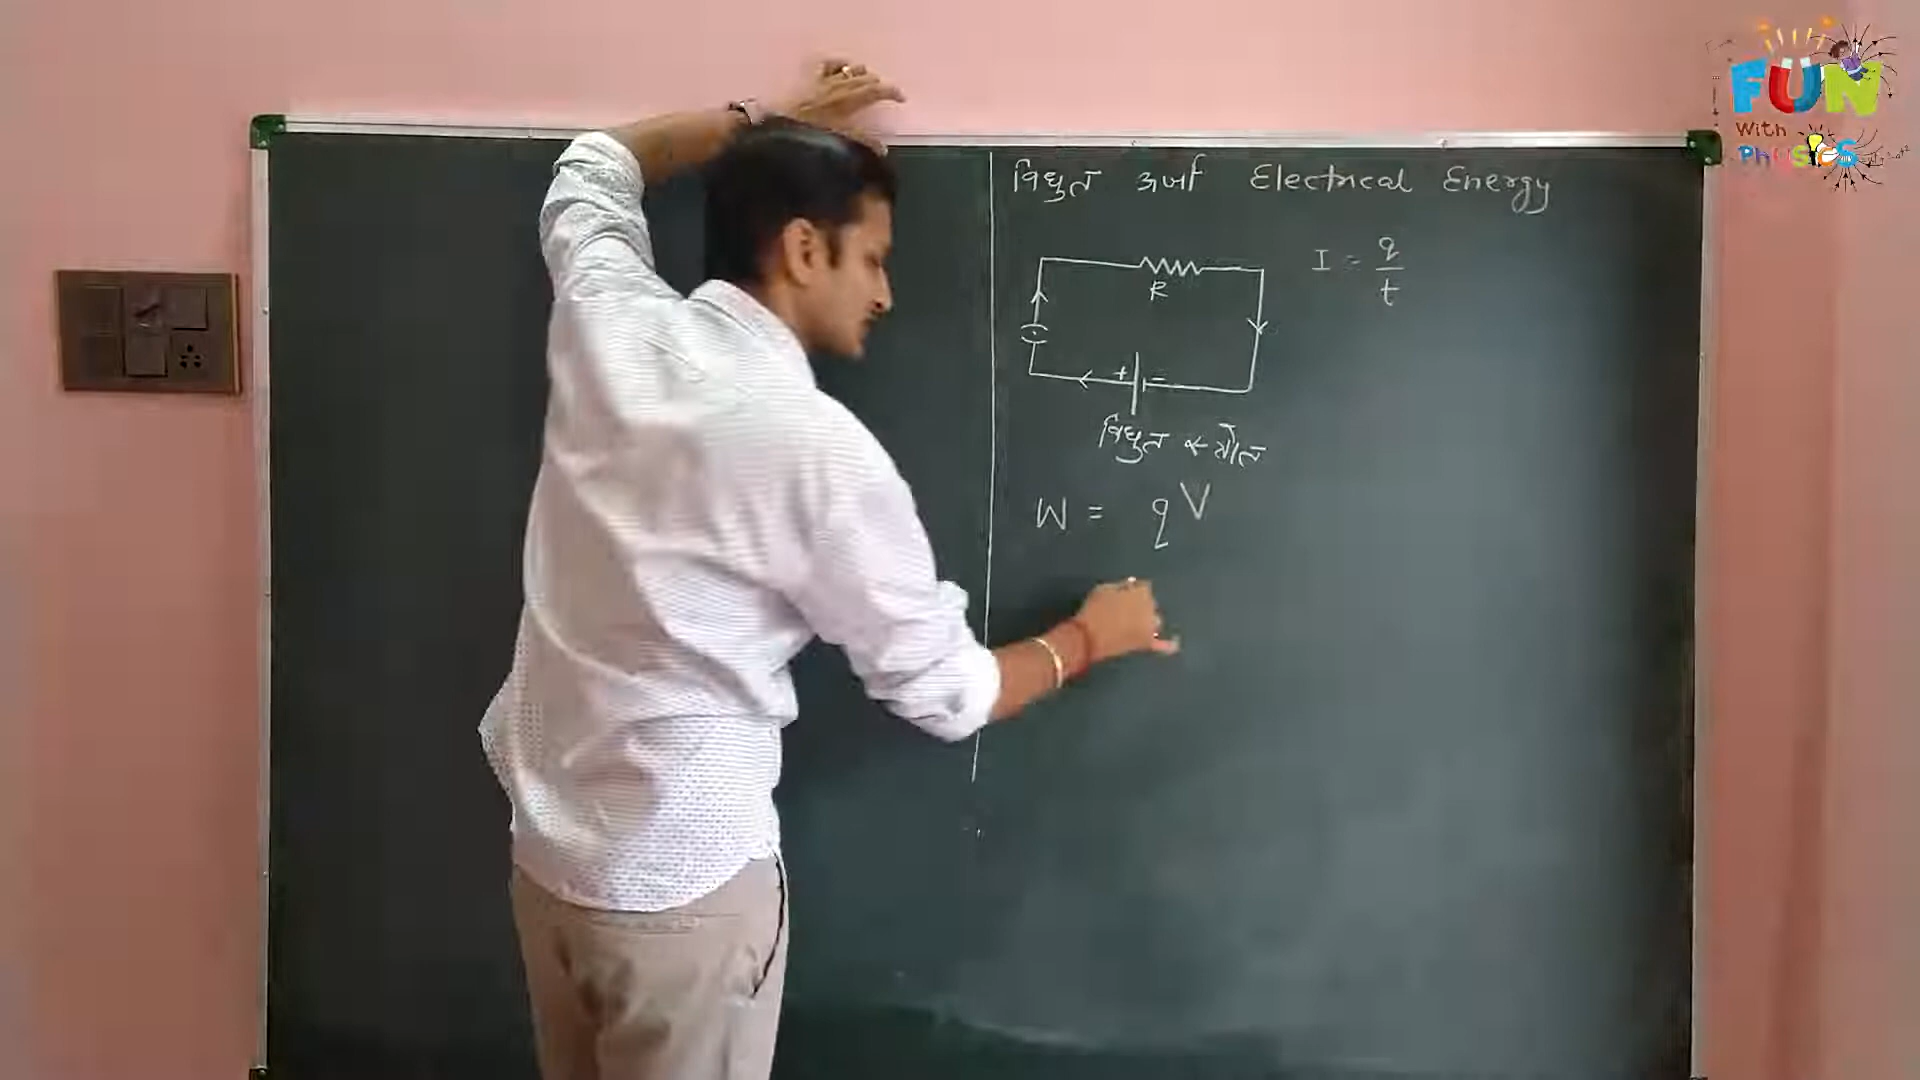 विधुत ऊर्जा Electrical Energy
I = q/t
R
+ -
विधुत स्त्रोत
W = qV
FUN
With
Physics